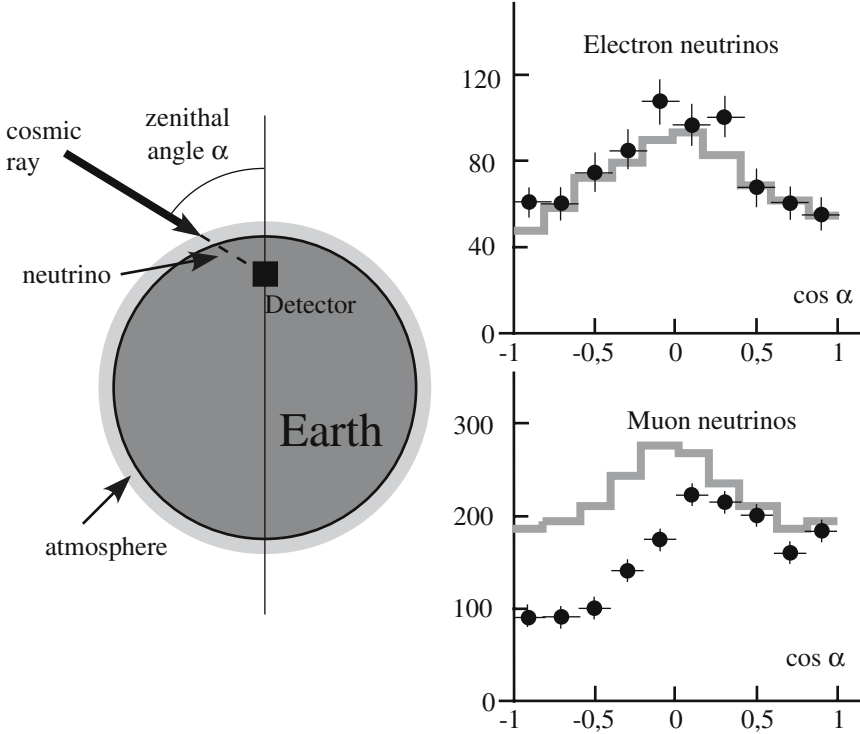 cosmic
ray
zenithal
angle α
neutrino
Detector
Earth
atmosphere
Electron neutrinos
120
80
40
0
-1
-0,5
0
0,5
1
cos α
Muon neutrinos
300
200
100
0
-1
-0,5
0
0,5
1
cos α